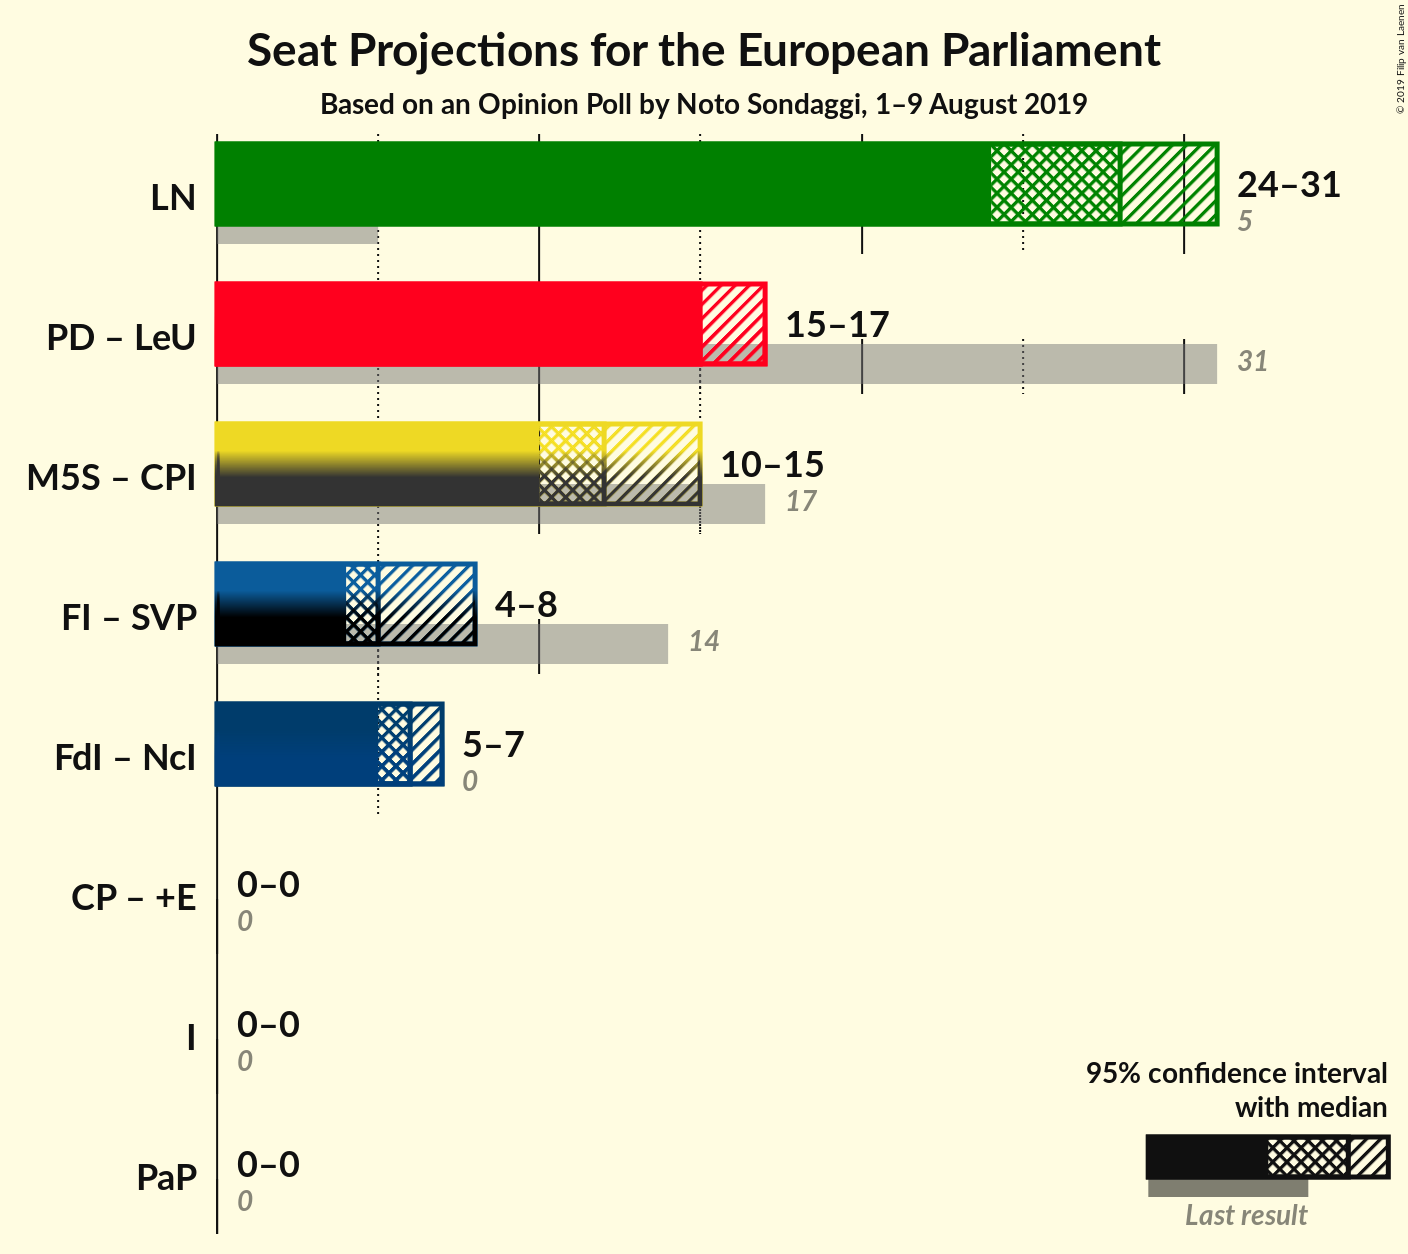 Seat Projections for the European Parliament
Based on an Opinion Poll by Noto Sondaggi, 1–9 August 2019
© 2019 Filip van Laenen
LN
24–31
5
PD – LeU
15–17
31
M5S – CPI
10–15
17
FI – SVP
4–8
14
FdI – NcI
5–7
0
CP – +E
0–0
0
I
0–0
0
PaP
0–0
0
95% confidence interval
with median
Last result